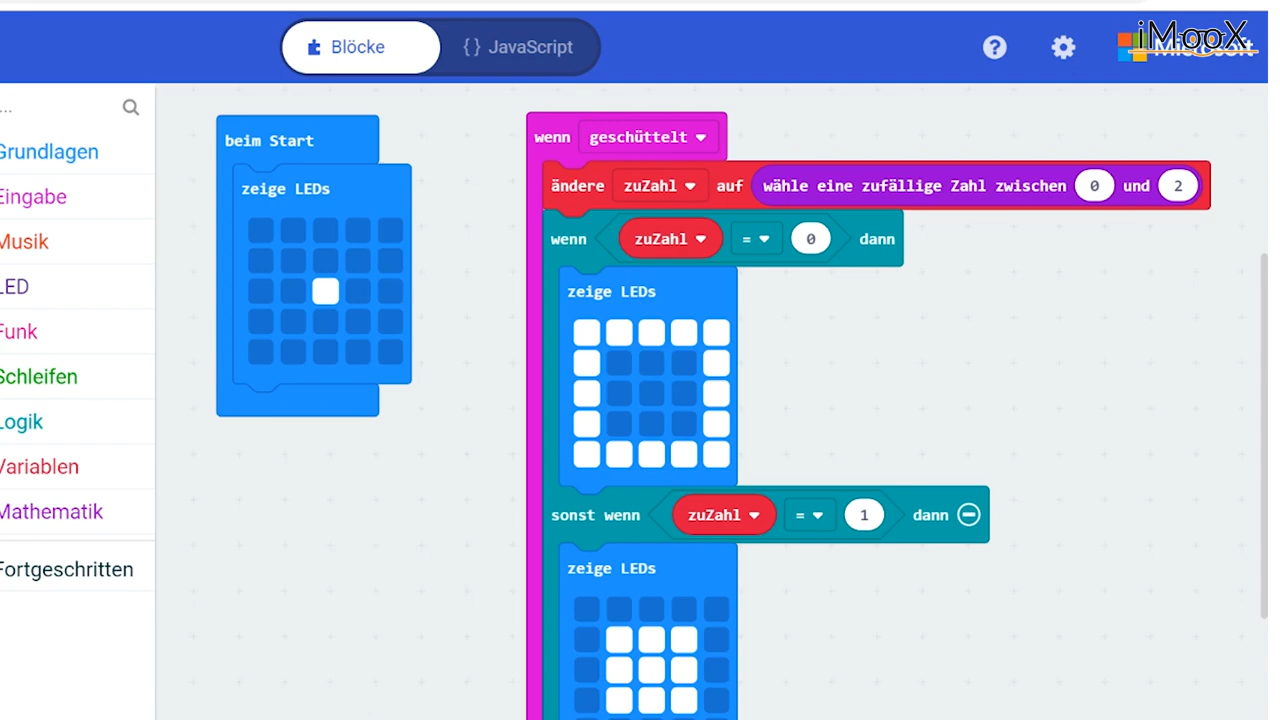 Blöcke
{} JavaScript
?
iMooX
Microsoft
...
Grundlagen
Eingabe
Musik
LED
Funk
Schleifen
Logik
Variablen
Mathematik
Fortgeschritten
beim Start
zeige LEDs
wenn geschüttelt
ändere zuZahl auf wähle eine zufällige Zahl zwischen 0 und 2
wenn zuZahl = 0 dann
zeige LEDs
sonst wenn zuZahl = 1 dann
zeige LEDs